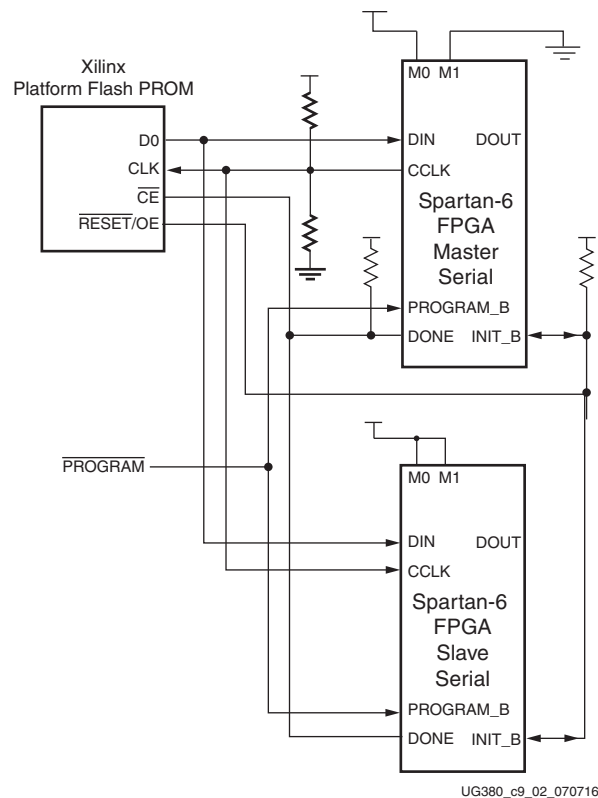 M0 M1
Xilinx
Platform Flash PROM
D0
CLK
CE
RESET/OE
DIN DOUT
CCLK
Spartan-6
FPGA
Master
Serial
PROGRAM_B
DONE INIT_B
PROGRAM
M0 M1
DIN DOUT
CCLK
Spartan-6
FPGA
Slave
Serial
PROGRAM_B
DONE INIT_B
UG380_c9_02_070716